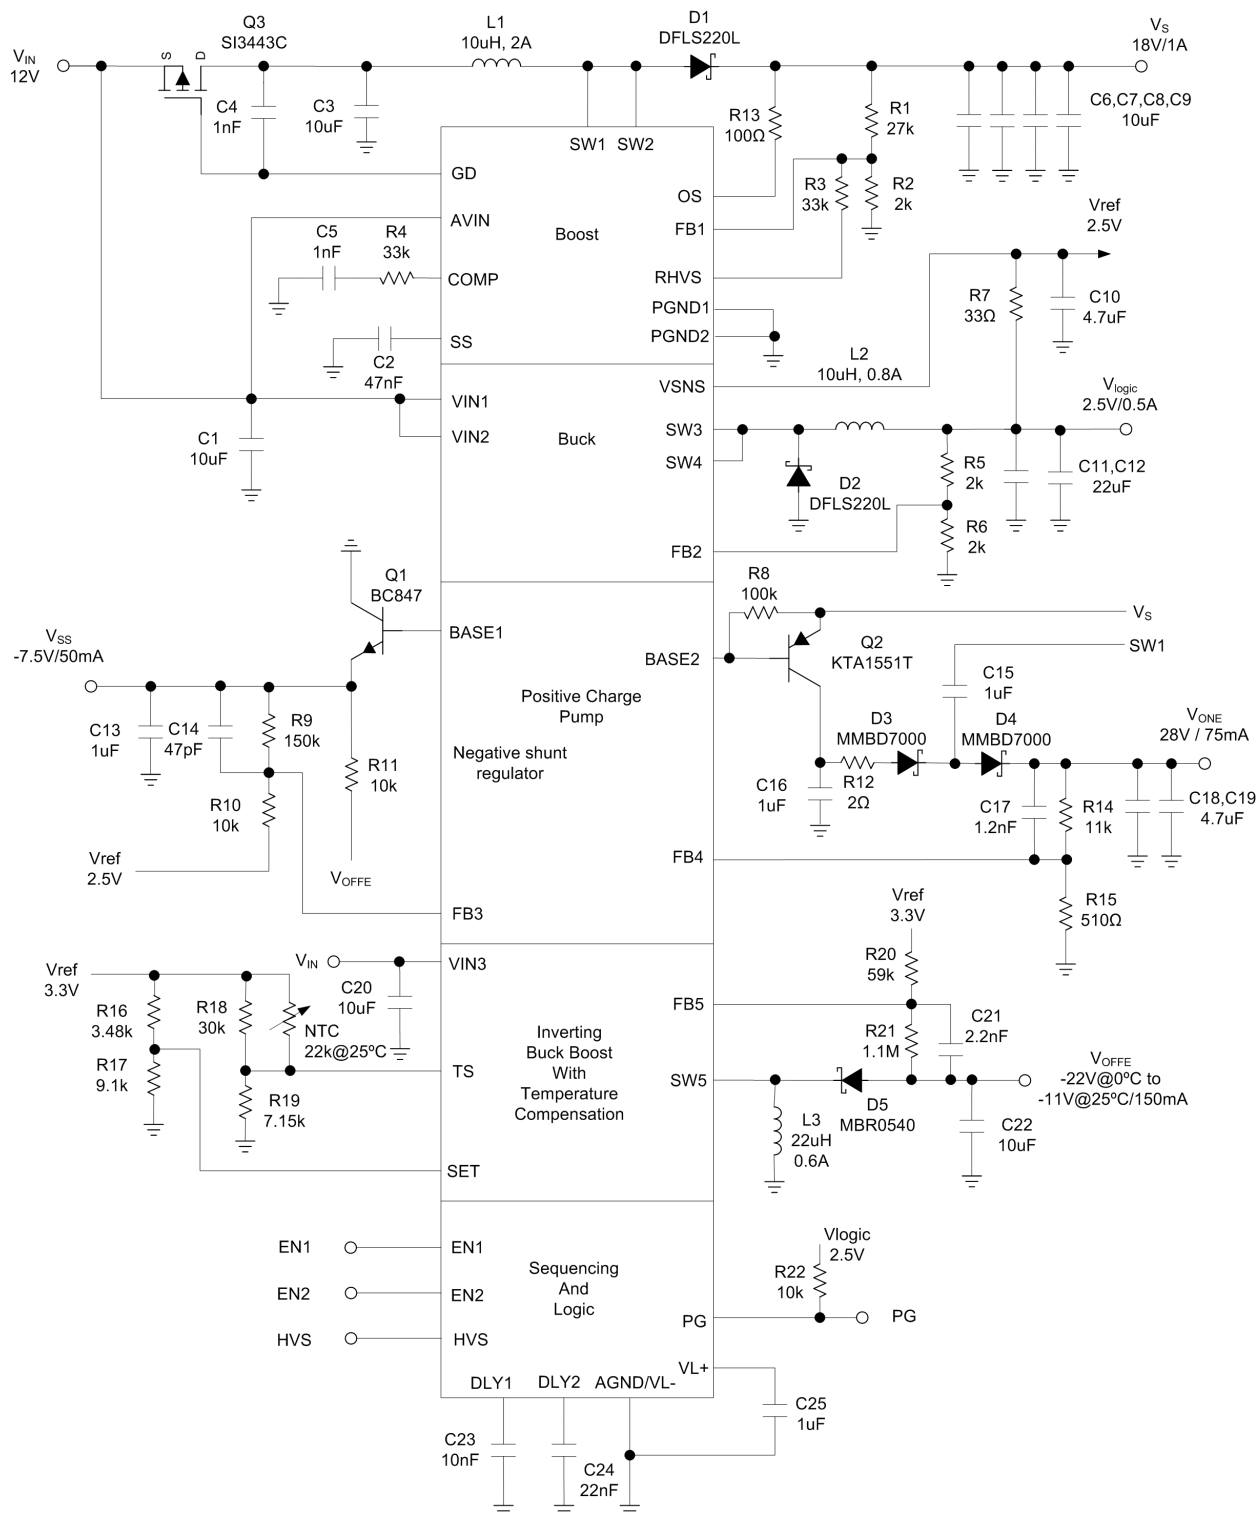 Q3
SI3443C
L1
10uH, 2A
D1
DFLS220L
VS
18V/1A
VIN
12V
S
D
C4
1nF
C3
10uF
R13
100Ω
R1
27k
C6,C7,C8,C9
10uF
SW1
SW2
GD
AVIN
COMP
SS
Boost
OS
FB1
RHVS
PGND1
PGND2
R3
33k
R2
2k
Vref
2.5V
C5
1nF
R4
33k
C2
47nF
R7
33Ω
C10
4.7uF
VSNS
L2
10uH, 0.8A
Vlogic
2.5V/0.5A
VIN1
VIN2
Buck
SW3
SW4
C1
10uF
D2
DFLS220L
R5
2k
R6
2k
C11,C12
22uF
FB2
Q1
BC847
BASE1
R8
100k
VS
BASE2
Q2
KTA1551T
SW1
VSS
-7.5V/50mA
C15
1uF
Positive Charge
Pump
Negative shunt
regulator
C13
1uF
C14
47pF
R9
150k
R11
10k
R10
10k
D3
MMBD7000
D4
MMBD7000
VONE
28V / 75mA
C16
1uF
R12
2Ω
C17
1.2nF
R14
11k
C18,C19
4.7uF
Vref
2.5V
VOFFE
FB4
FB3
R15
510Ω
Vref
3.3V
VIN
VIN3
Vref
3.3V
R16
3.48k
R18
30k
NTC
22k@25ºC
C20
10uF
R17
9.1k
R19
7.15k
TS
SET
Inverting
Buck Boost
With
Temperature
Compensation
R20
59k
FB5
R21
1.1M
C21
2.2nF
SW5
D5
MBR0540
VOFFE
-22V@0ºC to
-11V@25ºC/150mA
L3
22uH
0.6A
C22
10uF
EN1
EN1
EN2
EN2
HVS
HVS
Sequencing
And
Logic
Vlogic
2.5V
R22
10k
PG
PG
VL+
DLY1
DLY2
AGND/VL-
C25
1uF
C23
10nF
C24
22nF